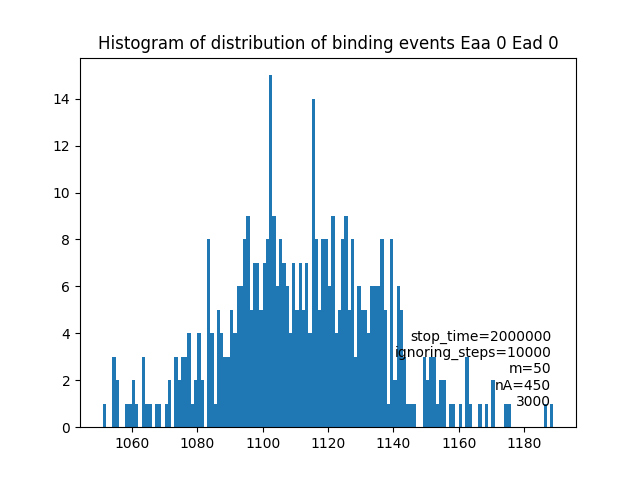 Histogram of distribution of binding events Eaa 0 Ead 0
14
12
10
8
6
4
2
0
stop_time=2000000
ignoring_steps=10000
m=50
nA=450
3000
1060 1080 1100 1120 1140 1160 1180